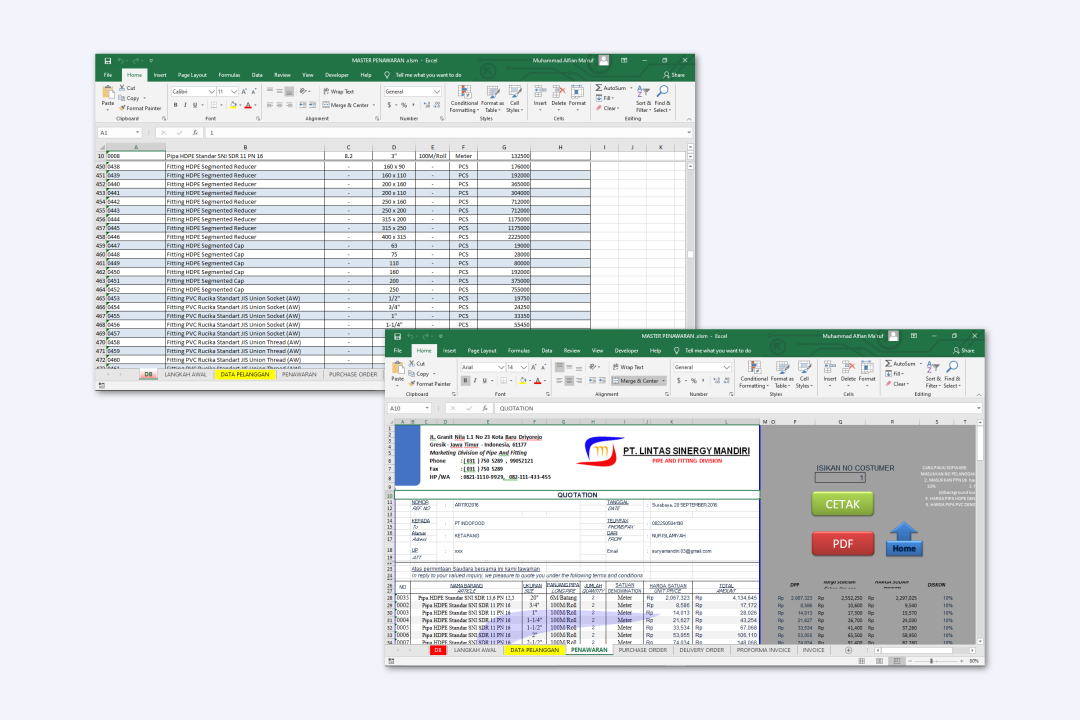 MASTER PENAWARAN.xlsm - Excel Muhammad Alfian Ma'ruf
File Home Insert Page Layout Formulas Data Review View Developer Help Tell me what you want to do Share
Cut Calibri 11 Wrap Text General AutoSum
Paste Copy Conditional Format as Cell Insert Delete Format Fill Sort & Find &
Format Painter B I U Merge & Center $ % Formatting Table Styles Clear Filter Select
Clipboard Font Alignment Number Styles Cells Editing
A1 fx 1
A B C D E F G H I J K
10 0008 Pipa HDPE Standar SNI SDR 11 PN 16 8.2 3" 100M/Roll Meter 132500
450 0438 Fitting HDPE Segmented Reducer - 160 x 90 - PCS 176000
451 0439 Fitting HDPE Segmented Reducer - 160 x 110 - PCS 192000
452 0440 Fitting HDPE Segmented Reducer - 200 x 160 - PCS 365000
453 0441 Fitting HDPE Segmented Reducer - 200 x 110 - PCS 304000
454 0442 Fitting HDPE Segmented Reducer - 250 x 160 - PCS 712000
455 0443 Fitting HDPE Segmented Reducer - 250 x 200 - PCS 712000
456 0444 Fitting HDPE Segmented Reducer - 315 x 200 - PCS 1175000
457 0445 Fitting HDPE Segmented Reducer - 315 x 250 - PCS 1175000
458 0446 Fitting HDPE Segmented Reducer - 400 x 315 - PCS 2225000
459 0447 Fitting HDPE Segmented Cap - 63 - PCS 19000
460 0448 Fitting HDPE Segmented Cap - 75 - PCS 28000
461 0449 Fitting HDPE Segmented Cap - 110 - PCS 80000
462 0450 Fitting HDPE Segmented Cap - 160 - PCS 192000
463 0451 Fitting HDPE Segmented Cap - 200 - PCS 375000
464 0452 Fitting HDPE Segmented Cap - 250 - PCS 755000
465 0453 Fitting PVC Rucika Standart JIS Union Socket (AW) - 1/2" - PCS 19750
466 0454 Fitting PVC Rucika Standart JIS Union Socket (AW) - 3/4" - PCS 24250
467 0455 Fitting PVC Rucika Standart JIS Union Socket (AW) - 1" - PCS 33350
468 0456 Fitting PVC Rucika Standart JIS Union Socket (AW) - 1-1/4" - PCS 55450
469 0457 Fitting PVC Rucika Standart JIS Union Thread (AW)
470 0458 Fitting PVC Rucika Standart JIS Union Thread (AW)
471 0459 Fitting PVC Rucika Standart JIS Union Thread (AW)
472 0460 Fitting PVC Rucika Standart JIS Union Thread (AW)
DB LANGKAH AWAL DATA PELANGGAN PENAWARAN PURCHASE ORDER
MASTER PENAWARAN.xlsm - Excel Muhammad Alfian Ma'ruf
File Home Insert Page Layout Formulas Data Review View Developer Help Tell me what you want to do Share
Cut Arial 14 Wrap Text General AutoSum
Paste Copy Conditional Format as Cell Insert Delete Format Fill Sort & Find &
Format Painter B I U Merge & Center $ % Formatting Table Styles Clear Filter Select
Clipboard Font Alignment Number Styles Cells Editing
A10 fx QUOTATION
JL. Granit Nila 1.1 No 23 Kota Baru Driyorejo
Gresik - Jawa Timur - Indonesia, 61177
Marketing Division of Pipe And Fitting
Phone : ( 031 ) 750 5289 , 99052121
Fax : ( 031 ) 750 5289
HP/WA : 0821-1110-9929, 082-111-433-455
m
PT. LINTAS SINERGY MANDIRI
PIPE AND FITTING DIVISION
ISIKAN NO COSTUMER
1
CETAK
PDF
Home
QUOTATION
NOMOR TANGGAL : Surabaya, 20 SEPTEMBER 2016
REF. NO DATE
KEPADA : PT INDOFOOD TELP/FAX : 082250504196
To PHONE/FAX
Alamat : KETAPANG DARI : NUR ISLAMIYAH
FROM
UP : xxx Email : suryamandiri.03@gmail.com
ATT
Atas permintaan Saudara bersama ini kami tawarkan
In reply to your valued inquiry, we pleasure to quote you under the following terms and conditions
NO NAMA BARANG UKURAN PANJANG PIPA JUMLAH SATUAN HARGA SATUAN TOTAL DPP DISKON
ARTICLE SIZE LONG PIPE QUANTITY DENOMINATION UNIT PRICE AMOUNT
28 0035 Pipa HDPE Standar SNI SDR 13,6 PN 12,5 20" 6M/Batang 2 Meter Rp 2,067,323 Rp 4,134,645 Rp 2,067,323 Rp 2,552,250 Rp 2,297,025 10%
29 0002 Pipa HDPE Standar SNI SDR 11 PN 16 3/4" 100M/Roll 2 Meter Rp 8,586 Rp 17,172 Rp 8,586 Rp 10,600 Rp 9,540 10%
30 0003 Pipa HDPE Standar SNI SDR 11 PN 16 1" 100M/Roll 2 Meter Rp 14,013 Rp 28,026 Rp 14,013 Rp 17,300 Rp 15,570 10%
31 0004 Pipa HDPE Standar SNI SDR 11 PN 16 1-1/4" 100M/Roll 2 Meter Rp 21,627 Rp 43,254 Rp 21,627 Rp 26,700 Rp 24,030 10%
32 0005 Pipa HDPE Standar SNI SDR 11 PN 16 1-1/2" 100M/Roll 2 Meter Rp 33,534 Rp 67,068 Rp 33,534 Rp 41,400 Rp 37,260 10%
33 0006 Pipa HDPE Standar SNI SDR 11 PN 16 2" 100M/Roll 2 Meter Rp 53,055 Rp 106,110 Rp 53,055 Rp 65,500 Rp 58,950 10%
DB LANGKAH AWAL DATA PELANGGAN PENAWARAN PURCHASE ORDER DELIVERY ORDER PROFORMA INVOICE INVOICE
80%